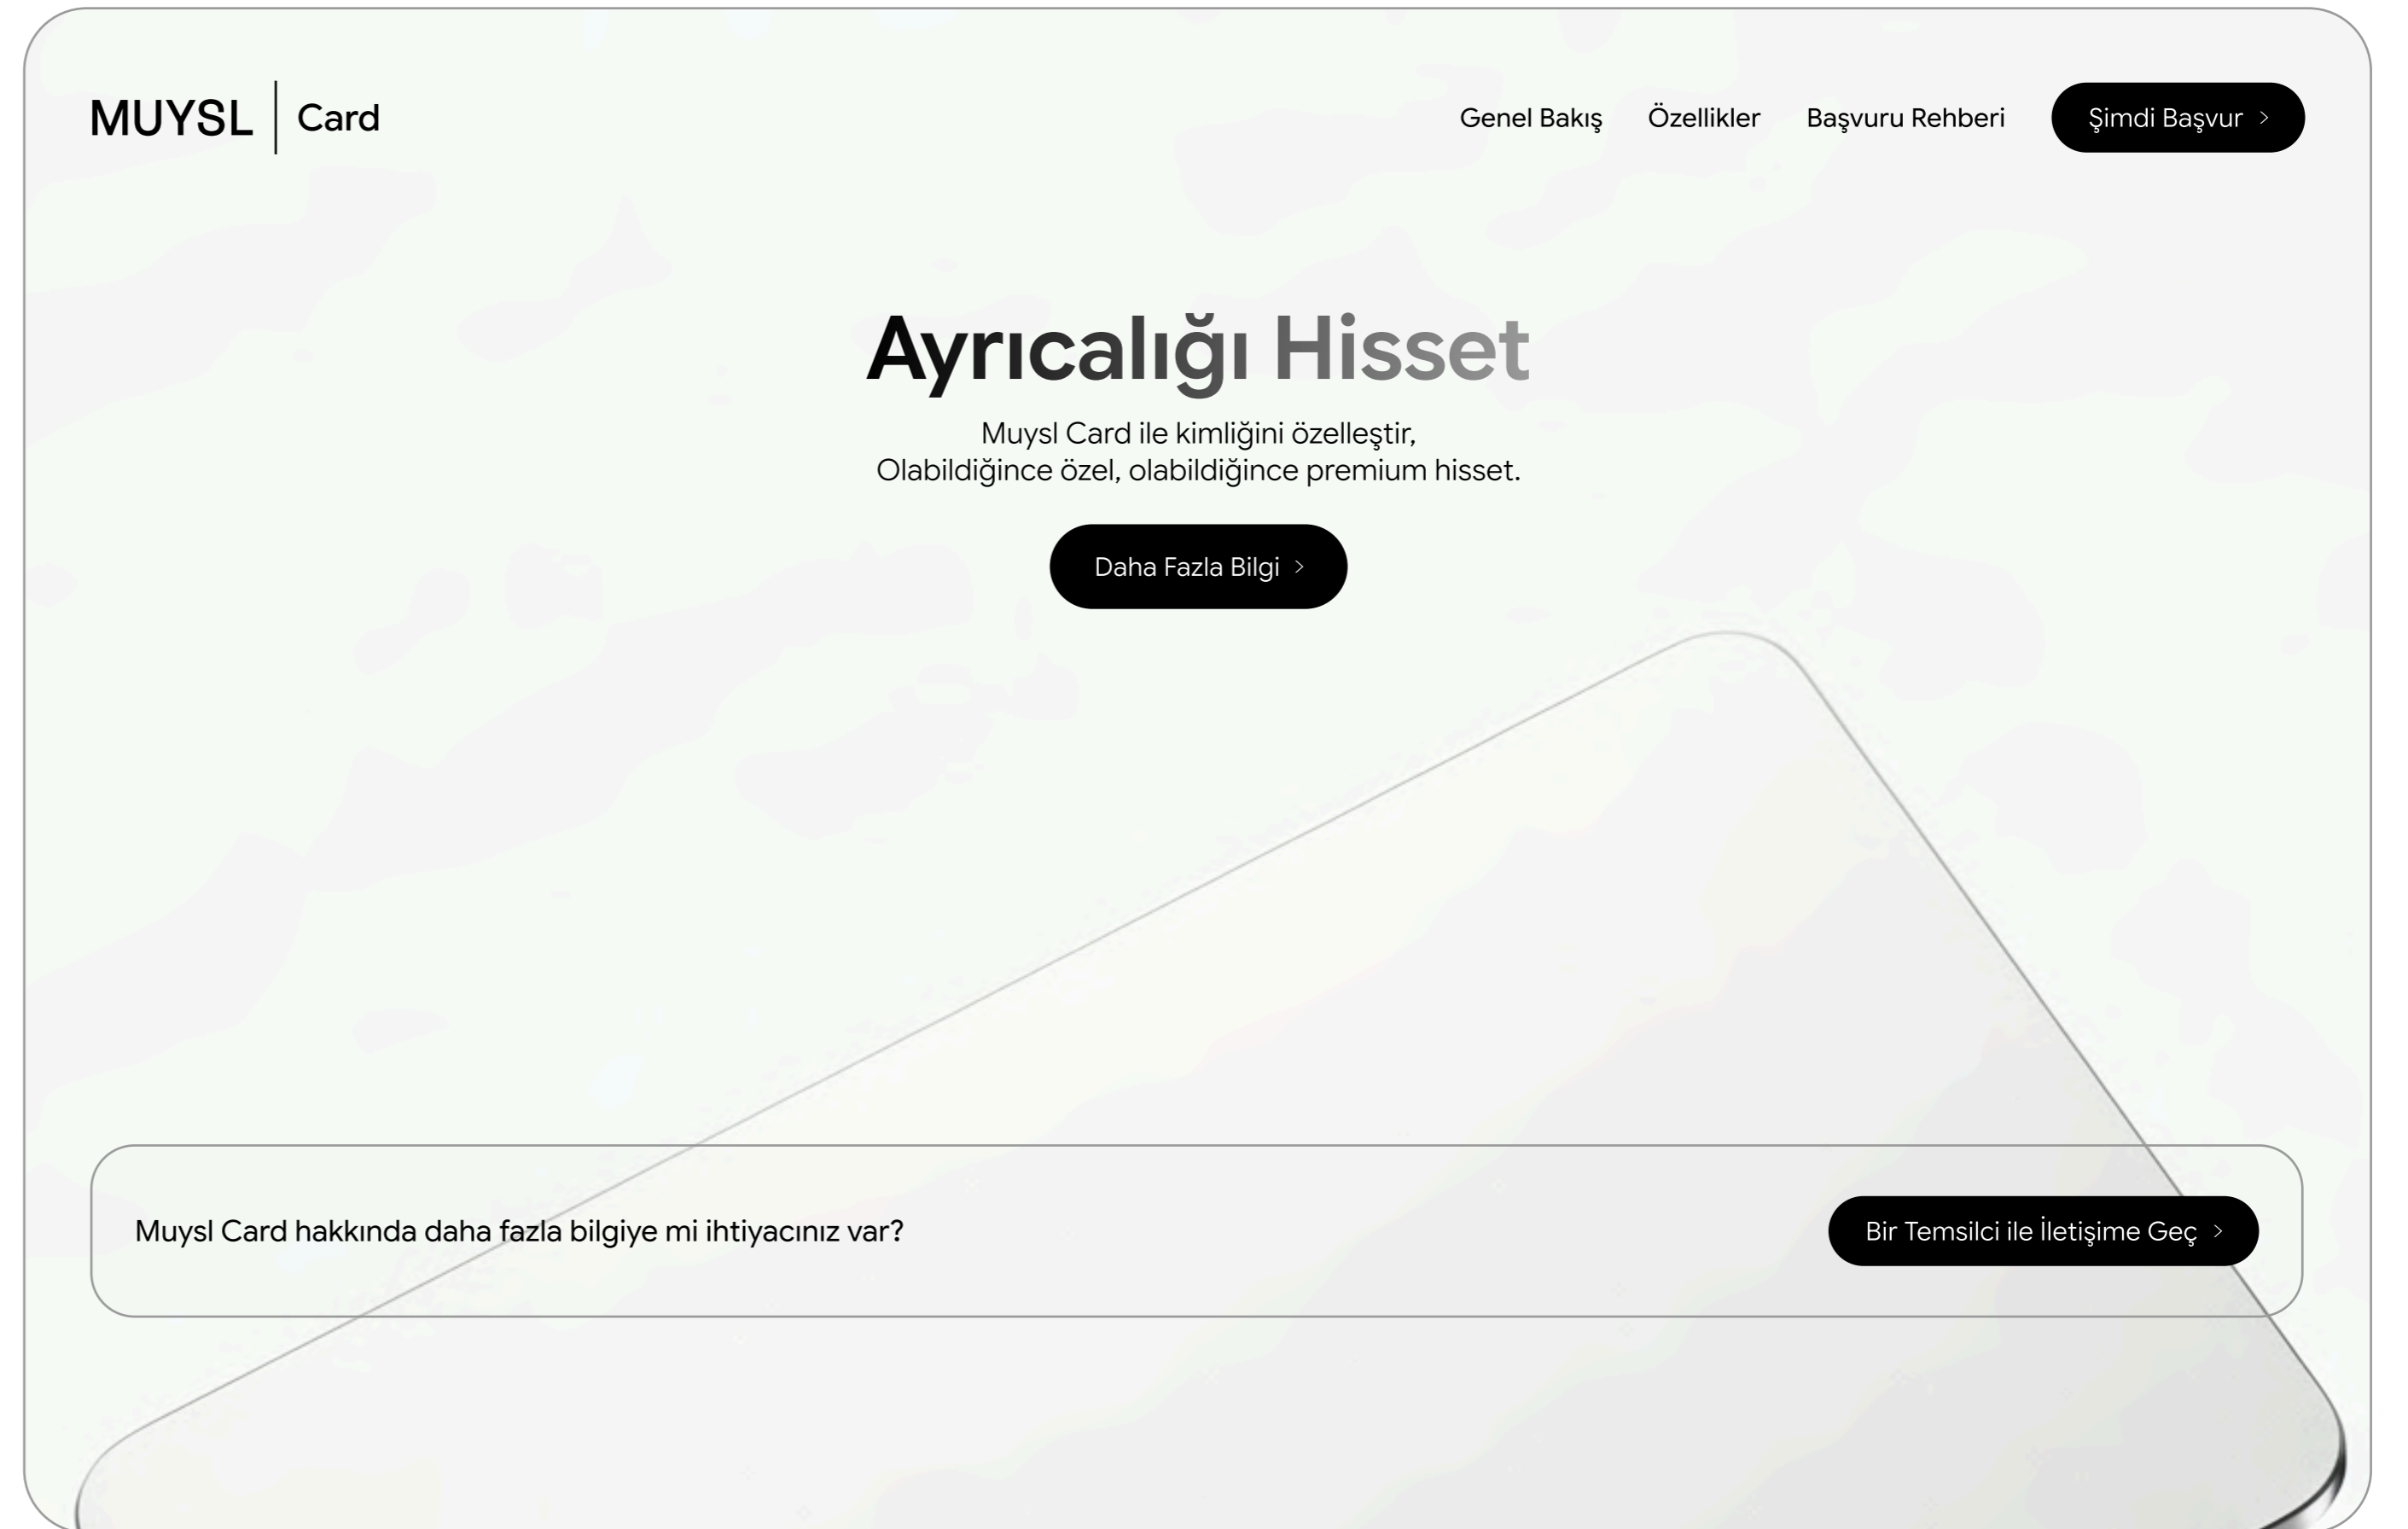 MUYSL | Card
Genel Bakış
Özellikler
Başvuru Rehberi
Şimdi Başvur >
Ayrıcalığı Hisset
Muysl Card ile kimliğini özelleştir,
Olabildiğince özel, olabildiğince premium hisset.
Daha Fazla Bilgi >
Muysl Card hakkında daha fazla bilgiye mi ihtiyacınız var?
Bir Temsilci ile İletişime Geç >